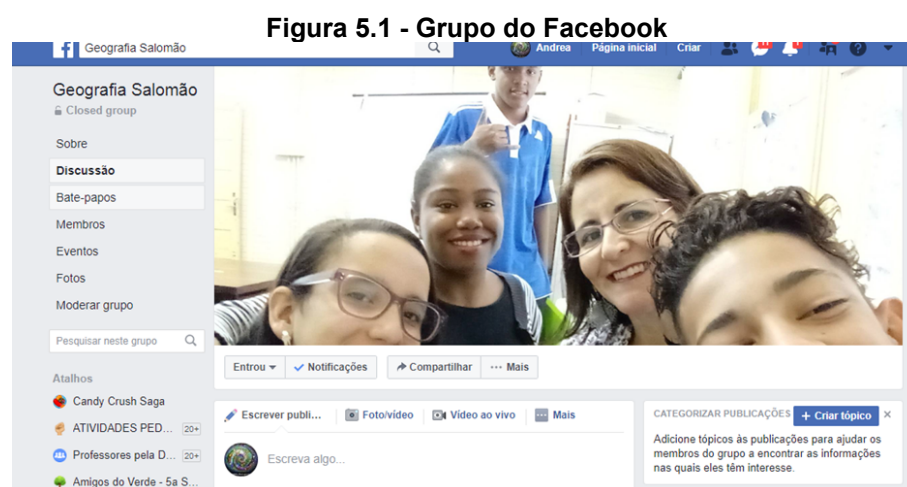 Figura 5.1 - Grupo do Facebook
Geografia Salomão
Andrea Página inicial Criar
Geografia Salomão
Closed group
Sobre
Discussão
Bate-papos
Membros
Eventos
Fotos
Moderar grupo
Pesquisar neste grupo
Atalhos
Candy Crush Saga
ATIVIDADES PED... 20+
Professores pela D... 20+
Amigos do Verde - 5a S...
Entrou Notificações Compartilhar ... Mais
Escrever publi... Foto/vídeo Vídeo ao vivo Mais
Escreva algo...
CATEGORIZAR PUBLICAÇÕES + Criar tópico ×
Adicione tópicos às publicações para ajudar os
membros do grupo a encontrar as informações
nas quais eles têm interesse.